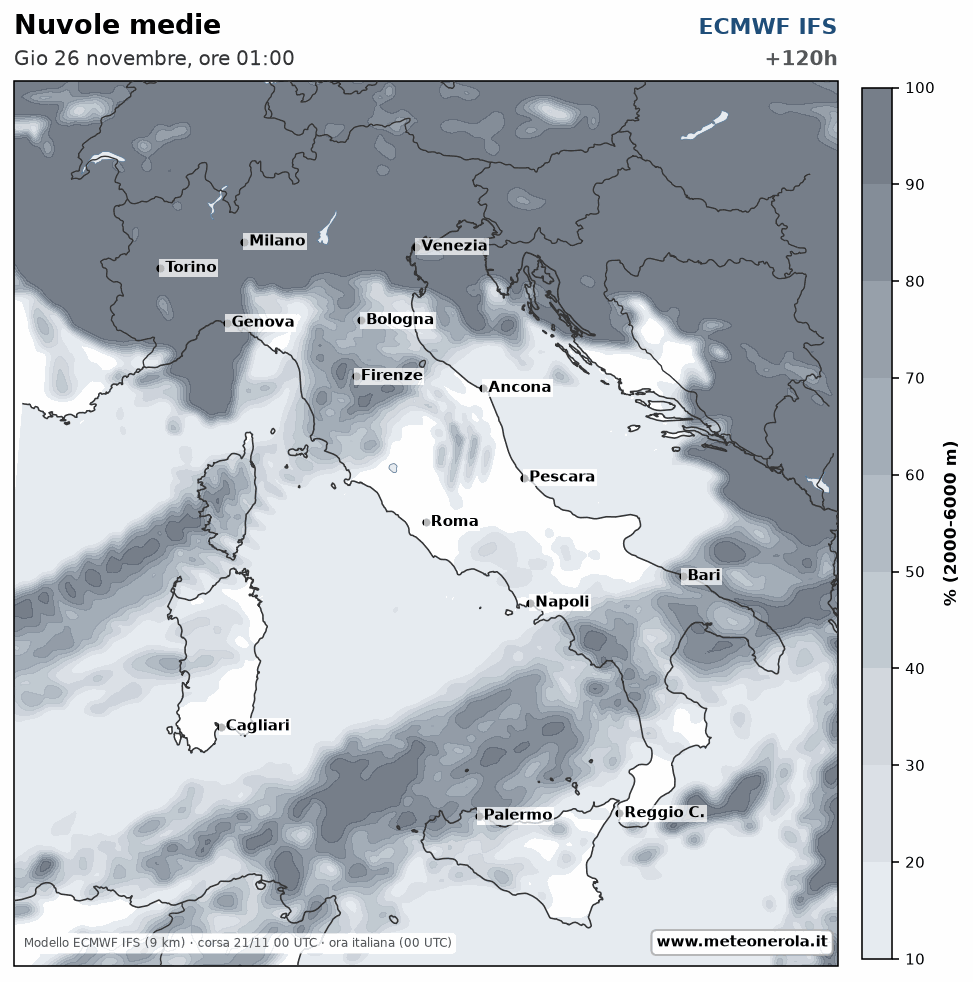 Nuvole medie
ECMWF IFS
Gio 26 novembre, ore 01:00
+120h
Milano
Venezia
Torino
Genova
Bologna
Firenze
Ancona
Pescara
Roma
Bari
Napoli
Cagliari
Palermo
Reggio C.
100
90
80
70
60
50
40
30
20
10
% (2000-6000 m)
Modello ECMWF IFS (9 km) · corsa 21/11 00 UTC · ora italiana (00 UTC)
www.meteonerola.it